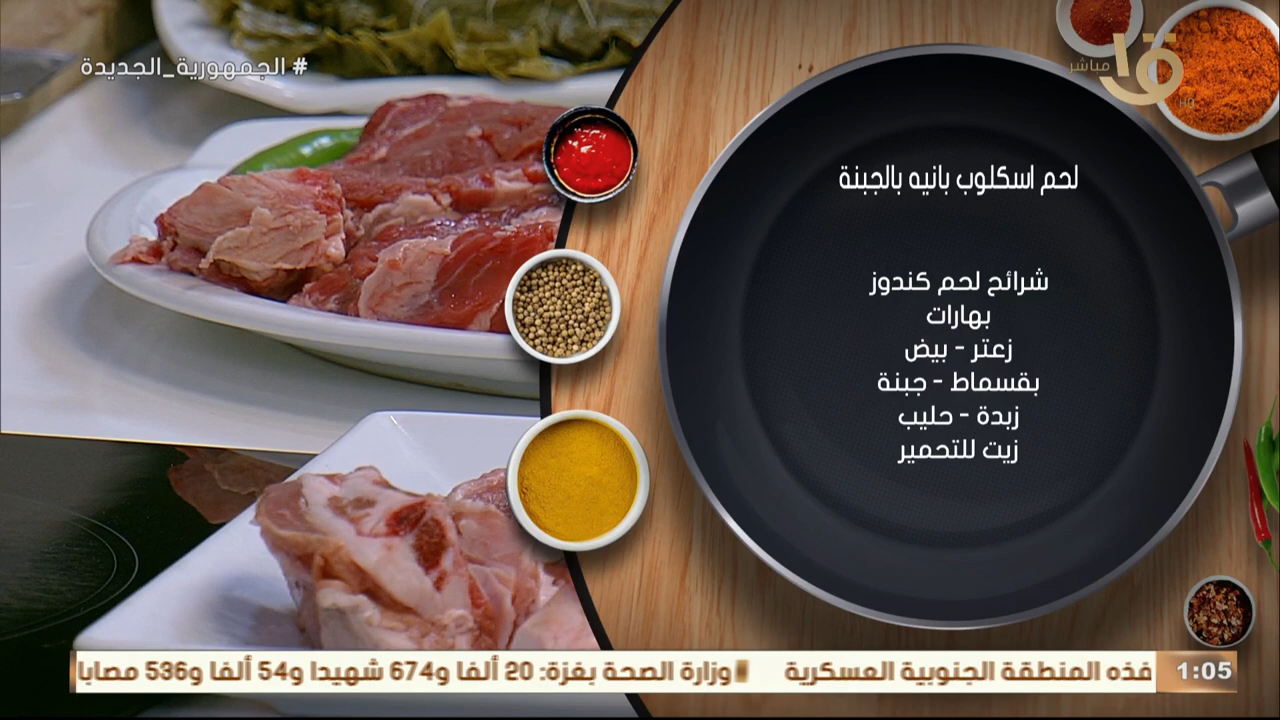 # الجمهورية_الجديدة
مباشر
HD
لحم اسكلوب بانيه بالجبنة
شرائح لحم كندوز
بهارات
زعتر - بيض
بقسماط - جبنة
زبدة - حليب
زيت للتحمير
1:05
فذه المنطقة الجنوبية العسكرية
وزارة الصحة بغزة: 20 ألفا و674 شهيدا و54 ألفا و536 مصابا